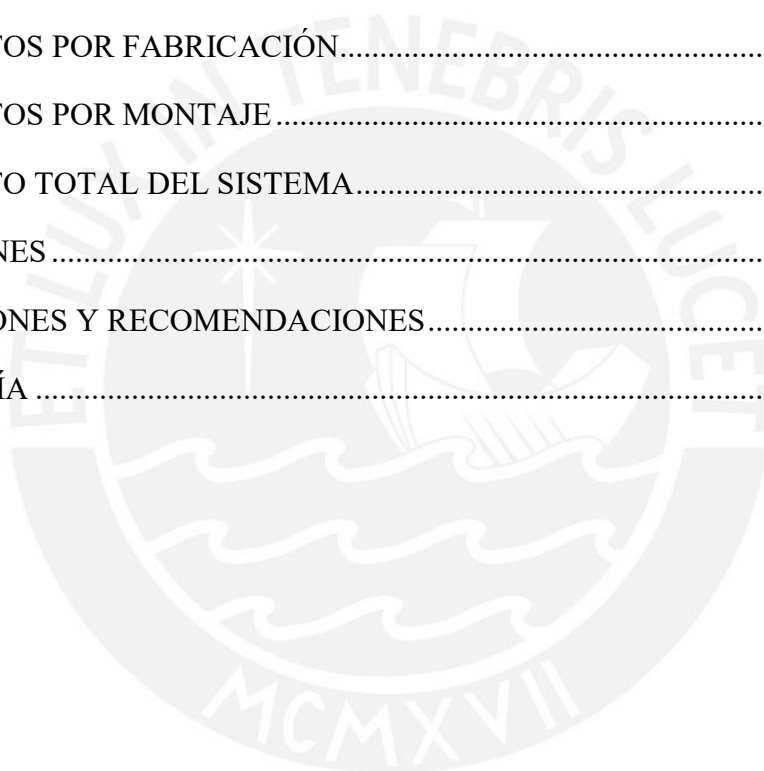 TOS POR FABRICACIÓN
TOS POR MONTAJE
TO TOTAL DEL SISTEMA
NES
ONES Y RECOMENDACIONES
ÍA
ET LUX IN TENEBRIS LUCET
MCMXVII